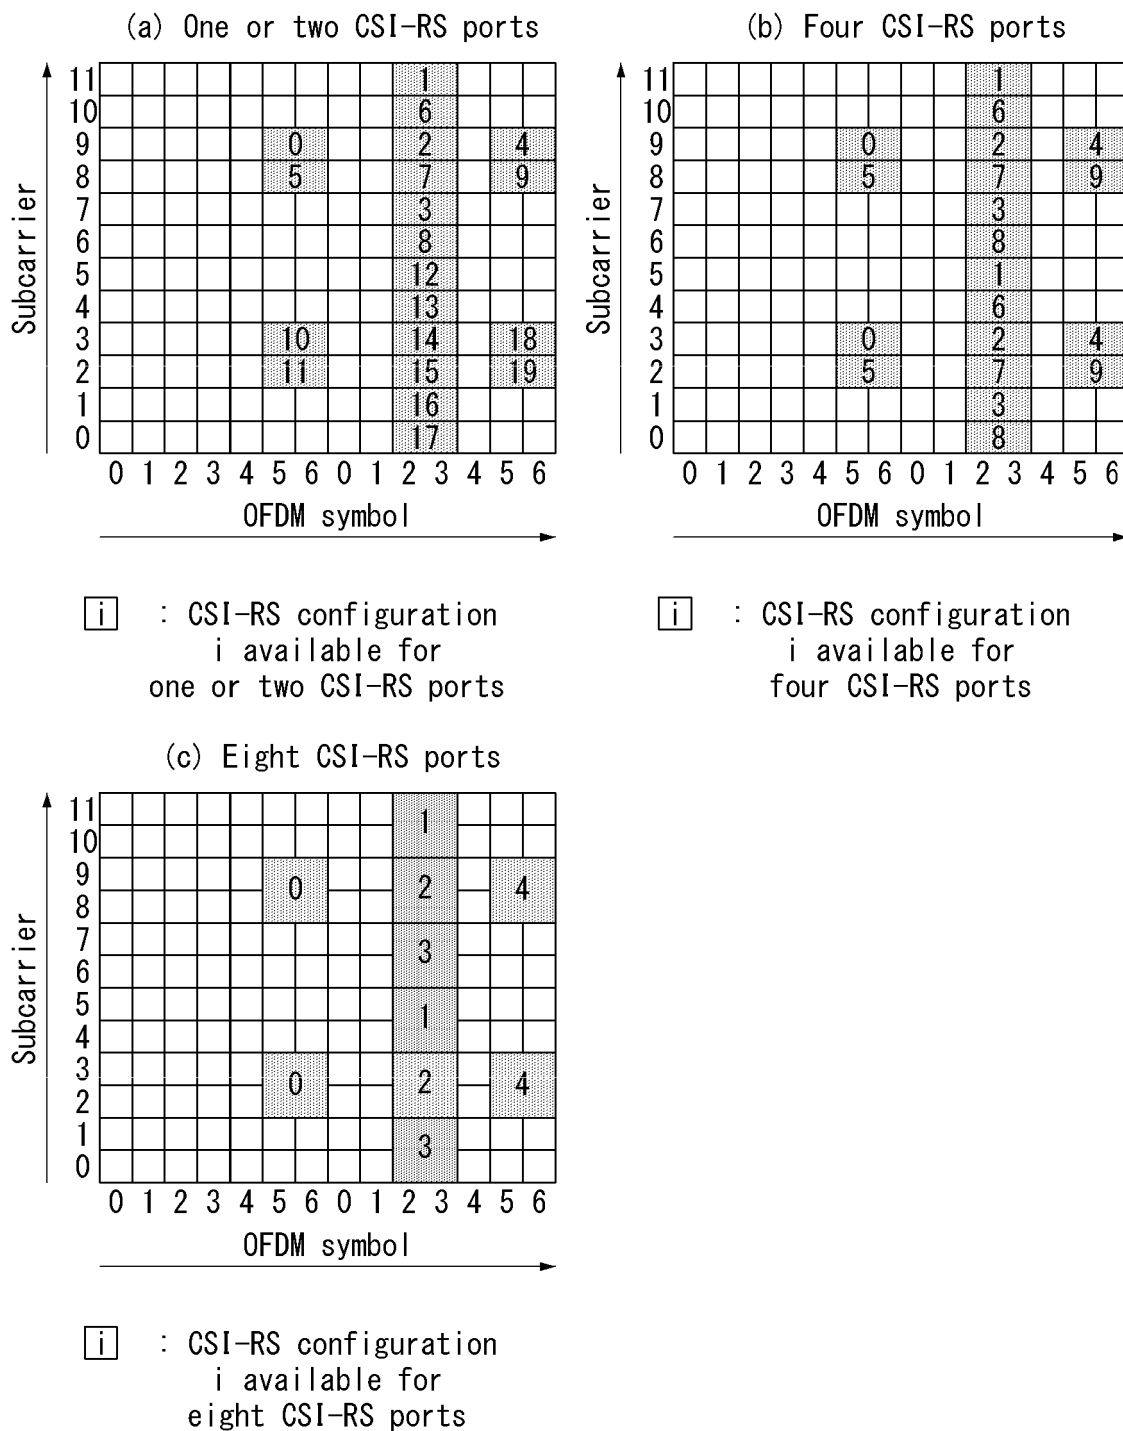 (a) One or two CSI-RS ports
11 1
10 6
9 0 2 4
8 5 7 9
7 3
6 8
5 12
4 13
3 10 14 18
2 11 15 19
1 16
0 17
Subcarrier
0 1 2 3 4 5 6 0 1 2 3 4 5 6
OFDM symbol
i : CSI-RS configuration
i available for
one or two CSI-RS ports
(b) Four CSI-RS ports
11 1
10 6
9 0 2 4
8 5 7 9
7 3
6 8
5 1
4 6
3 0 2 4
2 5 7 9
1 3
0 8
Subcarrier
0 1 2 3 4 5 6 0 1 2 3 4 5 6
OFDM symbol
i : CSI-RS configuration
i available for
four CSI-RS ports
(c) Eight CSI-RS ports
11
1
10
9
0 2 4
8
7
3
6
5
1
4
3
0 2 4
2
1
3
0
Subcarrier
0 1 2 3 4 5 6 0 1 2 3 4 5 6
OFDM symbol
i : CSI-RS configuration
i available for
eight CSI-RS ports